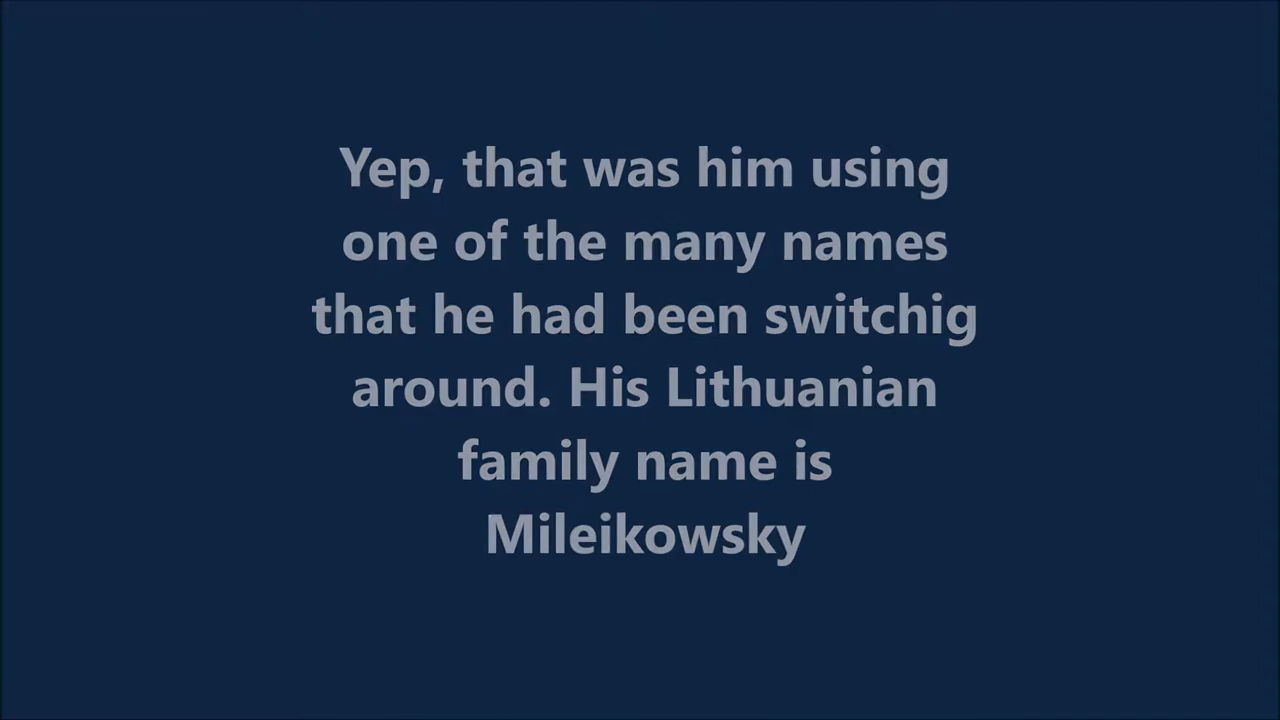 Yep, that was him using
one of the many names
that he had been switchig
around. His Lithuanian
family name is
Mileikowsky